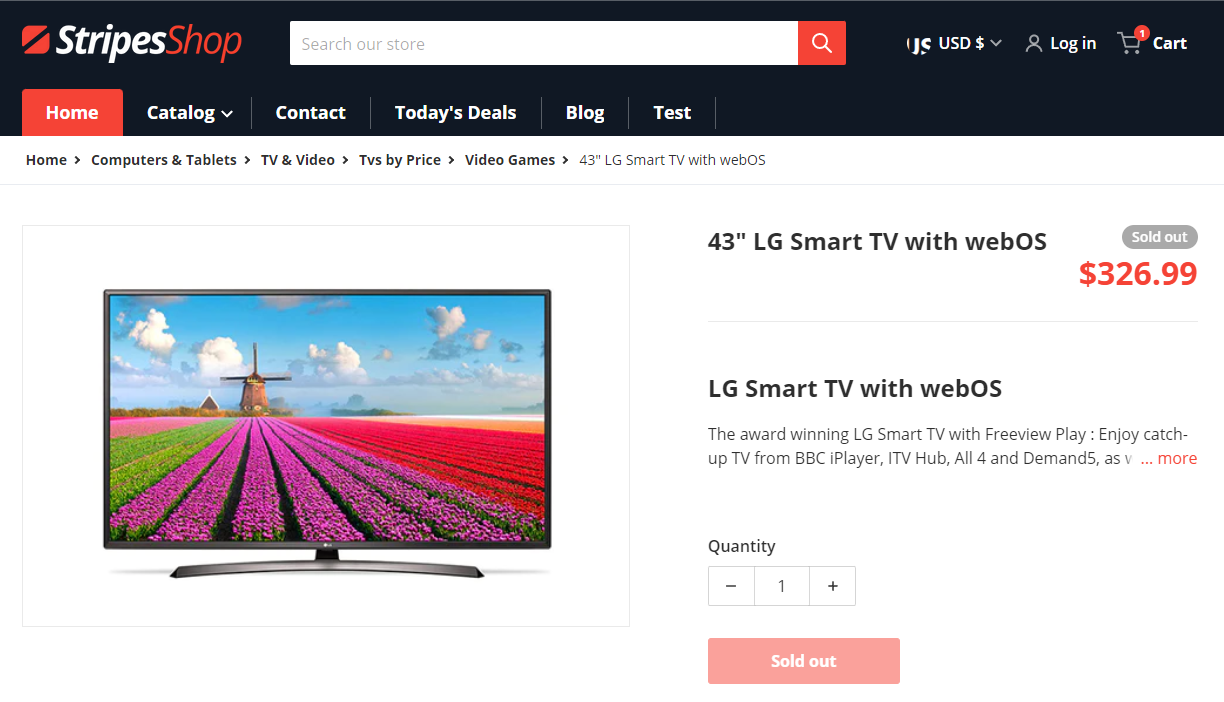 StripesShop
Search our store
USD $
Log in
1
Cart
Home
Catalog
Contact
Today's Deals
Blog
Test
Home > Computers & Tablets > TV & Video > Tvs by Price > Video Games > 43" LG Smart TV with webOS
43" LG Smart TV with webOS
Sold out
$326.99
LG Smart TV with webOS
The award winning LG Smart TV with Freeview Play : Enjoy catch-
up TV from BBC iPlayer, ITV Hub, All 4 and Demand5, as ... more
Quantity
− 1 +
Sold out